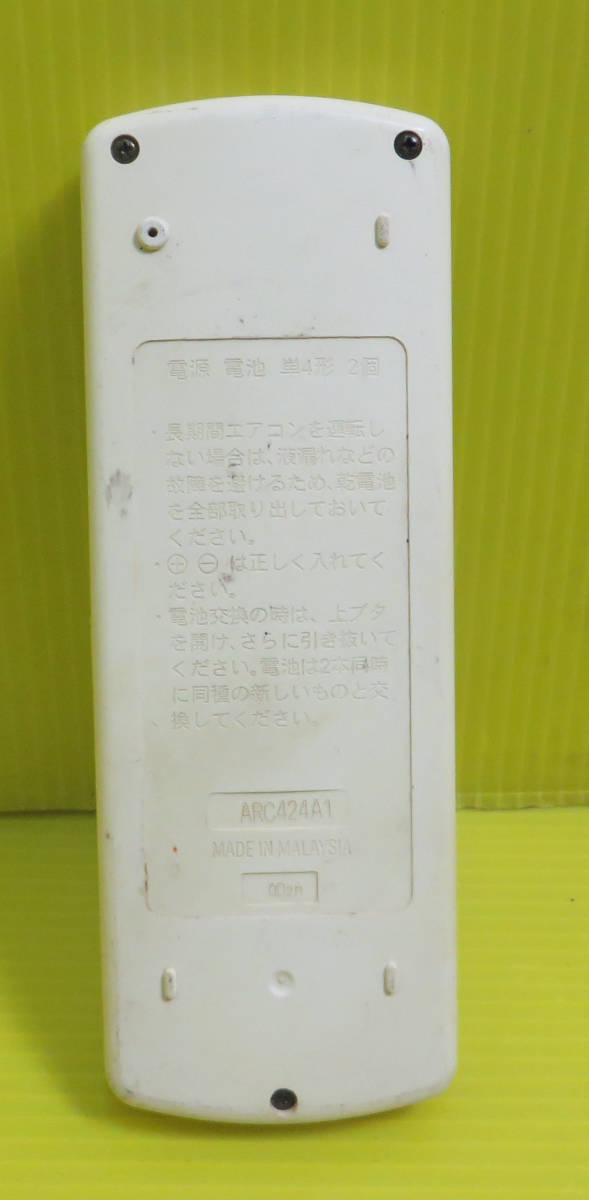 電源 電池 単4形 2個
・長期間エアコンを運転し
ない場合は、液漏れなどの
故障を避けるため、乾電池
を全部取り出しておいて
ください。
・⊕ ⊖ は正しく入れてく
ださい。
・電池交換の時は、上ブタ
を開け、さらに引き抜いて
ください。電池は2本同時
に同種の新しいものと交
換してください。
ARC424A1
MADE IN MALAYSIA